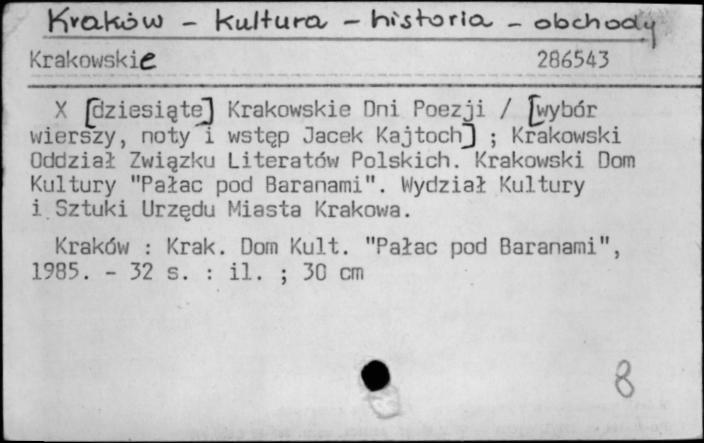 Kraków - kultura - historia - obchody
Krakowskie 286543
X [dziesiąte] Krakowskie Dni Poezji / [wybór
wierszy, noty i wstęp Jacek Kajtoch] ; Krakowski
Oddział Związku Literatów Polskich. Krakowski Dom
Kultury "Pałac pod Baranami". Wydział Kultury
i Sztuki Urzędu Miasta Krakowa.
Kraków : Krak. Dom Kult. "Pałac pod Baranami",
1985. - 32 s. : il. ; 30 cm
8